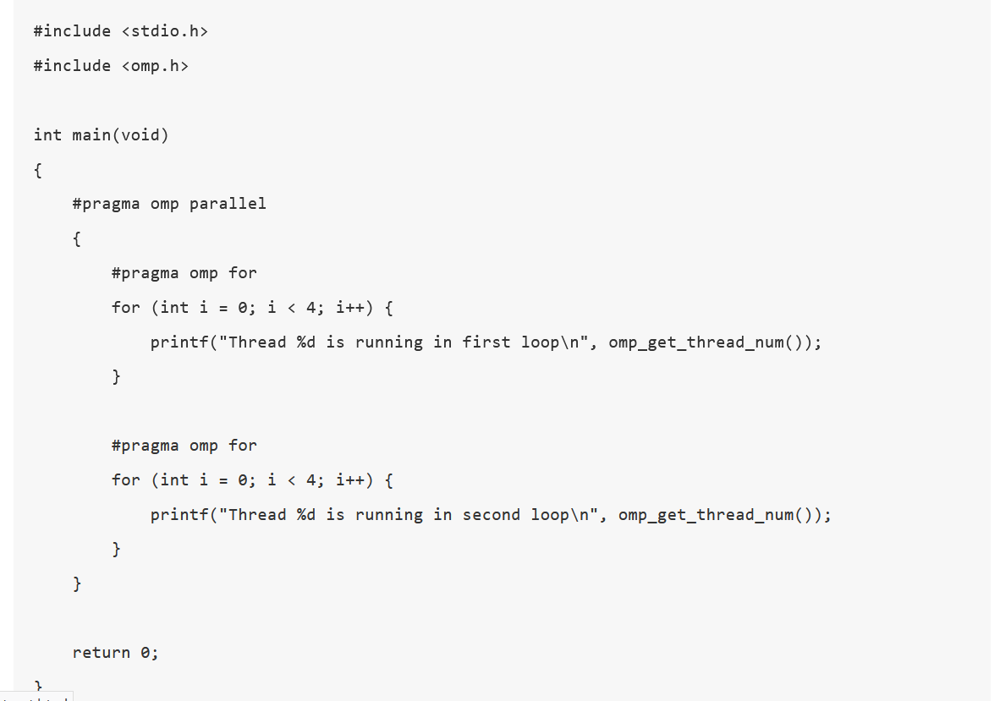 #include <stdio.h>
#include <omp.h>

int main(void)
{
    #pragma omp parallel
    {
        #pragma omp for
        for (int i = 0; i < 4; i++) {
            printf("Thread %d is running in first loop\n", omp_get_thread_num());
        }

        #pragma omp for
        for (int i = 0; i < 4; i++) {
            printf("Thread %d is running in second loop\n", omp_get_thread_num());
        }
    }

    return 0;
}